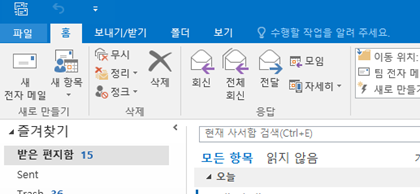 파일 홈 보내기/받기 폴더 보기 수행할 작업을 알려 주세요.
새 전자 메일
새 항목
무시
정리
정크
삭제
회신
전체 회신
전달
모임
자세히
이동 위치:
팀 전자 메
새로 만들기
새로 만들기 삭제 응답
즐겨찾기
현재 사서함 검색(Ctrl+E)
받은 편지함 15
모든 항목 읽지 않음
Sent
오늘
Trash 36